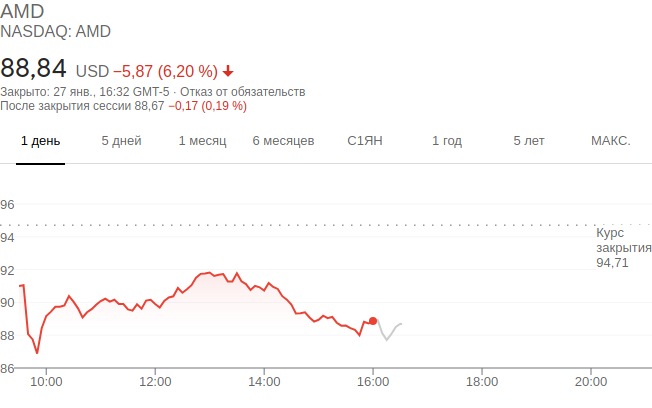 AMD
NASDAQ: AMD
88,84 USD −5,87 (6,20 %)
Закрыто: 27 янв., 16:32 GMT-5 · Отказ от обязательств
После закрытия сессии 88,67 −0,17 (0,19 %)
1 день 5 дней 1 месяц 6 месяцев С1ЯН 1 год 5 лет МАКС.
96
94
92
90
88
86
Курс
закрытия
94,71
10:00 12:00 14:00 16:00 18:00 20:00